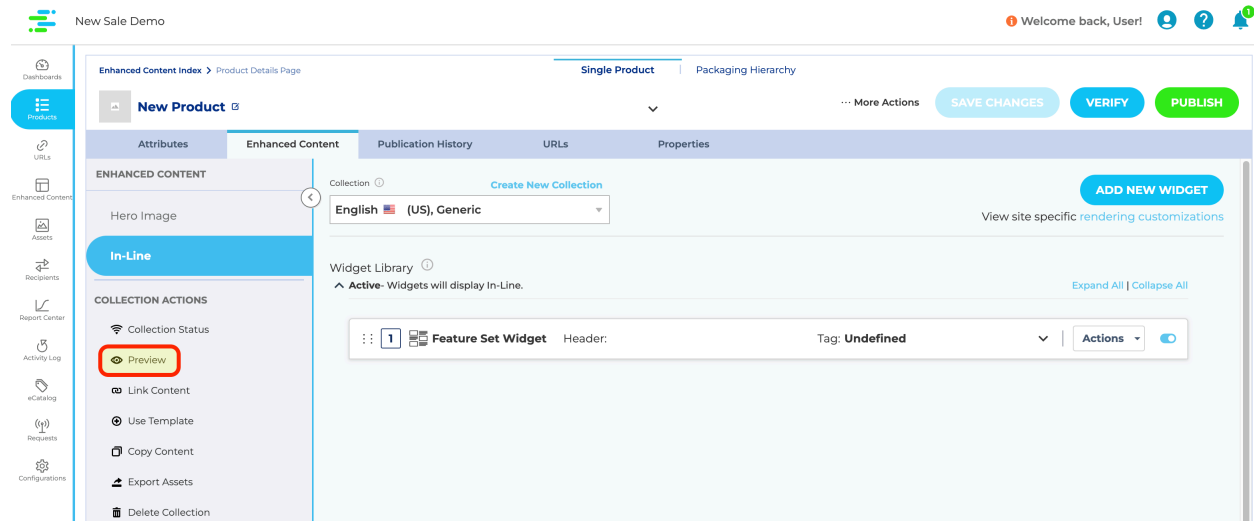 New Sale Demo
Welcome back, User!
1
Dashboards
Products
URLs
Enhanced Content
Assets
Recipients
Report Center
Activity Log
eCatalog
Requests
Configurations
Enhanced Content Index > Product Details Page
Single Product | Packaging Hierarchy
New Product
··· More Actions
SAVE CHANGES
VERIFY
PUBLISH
Attributes
Enhanced Content
Publication History
URLs
Properties
ENHANCED CONTENT
Hero Image
In-Line
COLLECTION ACTIONS
Collection Status
Preview
Link Content
Use Template
Copy Content
Export Assets
Delete Collection
Collection
Create New Collection
English (US), Generic
ADD NEW WIDGET
View site specific rendering customizations
Widget Library
Active- Widgets will display In-Line.
Expand All | Collapse All
1 Feature Set Widget Header: Tag: Undefined
Actions